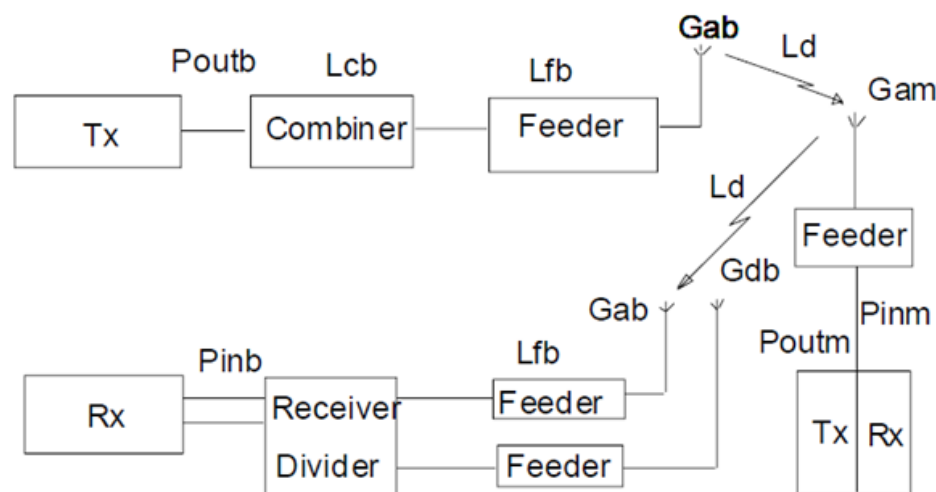 Gab
Ld
Poutb
Lcb
Lfb
Gam
Tx
Combiner
Feeder
Ld
Feeder
Gdb
Gab
Pinm
Poutm
Pinb
Lfb
Rx
Receiver
Feeder
Tx
Rx
Divider
Feeder